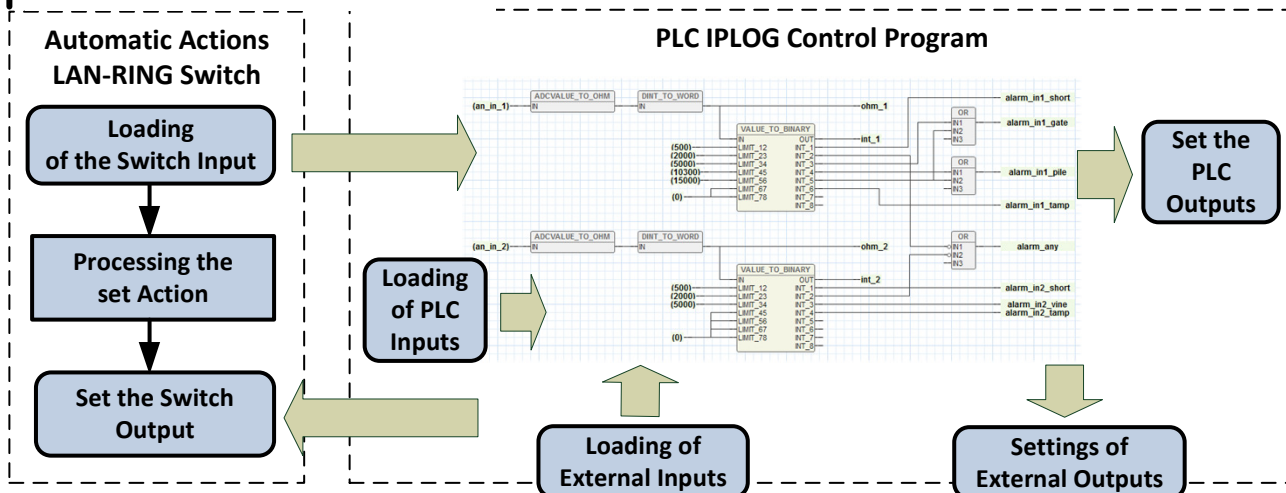 Automatic Actions
LAN-RING Switch
Loading
of the Switch Input
Processing the
set Action
Set the Switch
Output
PLC IPLOG Control Program
(an_in_1)
ADCVALUE_TO_OHM
IN
DINT_TO_WORD
IN
ohm_1
VALUE_TO_BINARY
IN OUT
int_1
(500) LIMIT_12 INT_1
(2000) LIMIT_23 INT_2
(5000) LIMIT_34 INT_3
(10300) LIMIT_45 INT_4
(15000) LIMIT_56 INT_5
LIMIT_67 INT_6
(0) LIMIT_78 INT_7
INT_8
OR
IN1
IN2
IN3
OR
IN1
IN2
IN3
alarm_in1_short
alarm_in1_gate
alarm_in1_pile
alarm_in1_tamp
(an_in_2)
ADCVALUE_TO_OHM
IN
DINT_TO_WORD
IN
ohm_2
VALUE_TO_BINARY
IN OUT
int_2
(500) LIMIT_12 INT_1
(2000) LIMIT_23 INT_2
(5000) LIMIT_34 INT_3
LIMIT_45 INT_4
LIMIT_56 INT_5
LIMIT_67 INT_6
(0) LIMIT_78 INT_7
INT_8
OR
IN1
IN2
IN3
alarm_any
alarm_in2_short
alarm_in2_vine
alarm_in2_tamp
Loading
of PLC
Inputs
Set the
PLC
Outputs
Loading of
External Inputs
Settings of
External Outputs